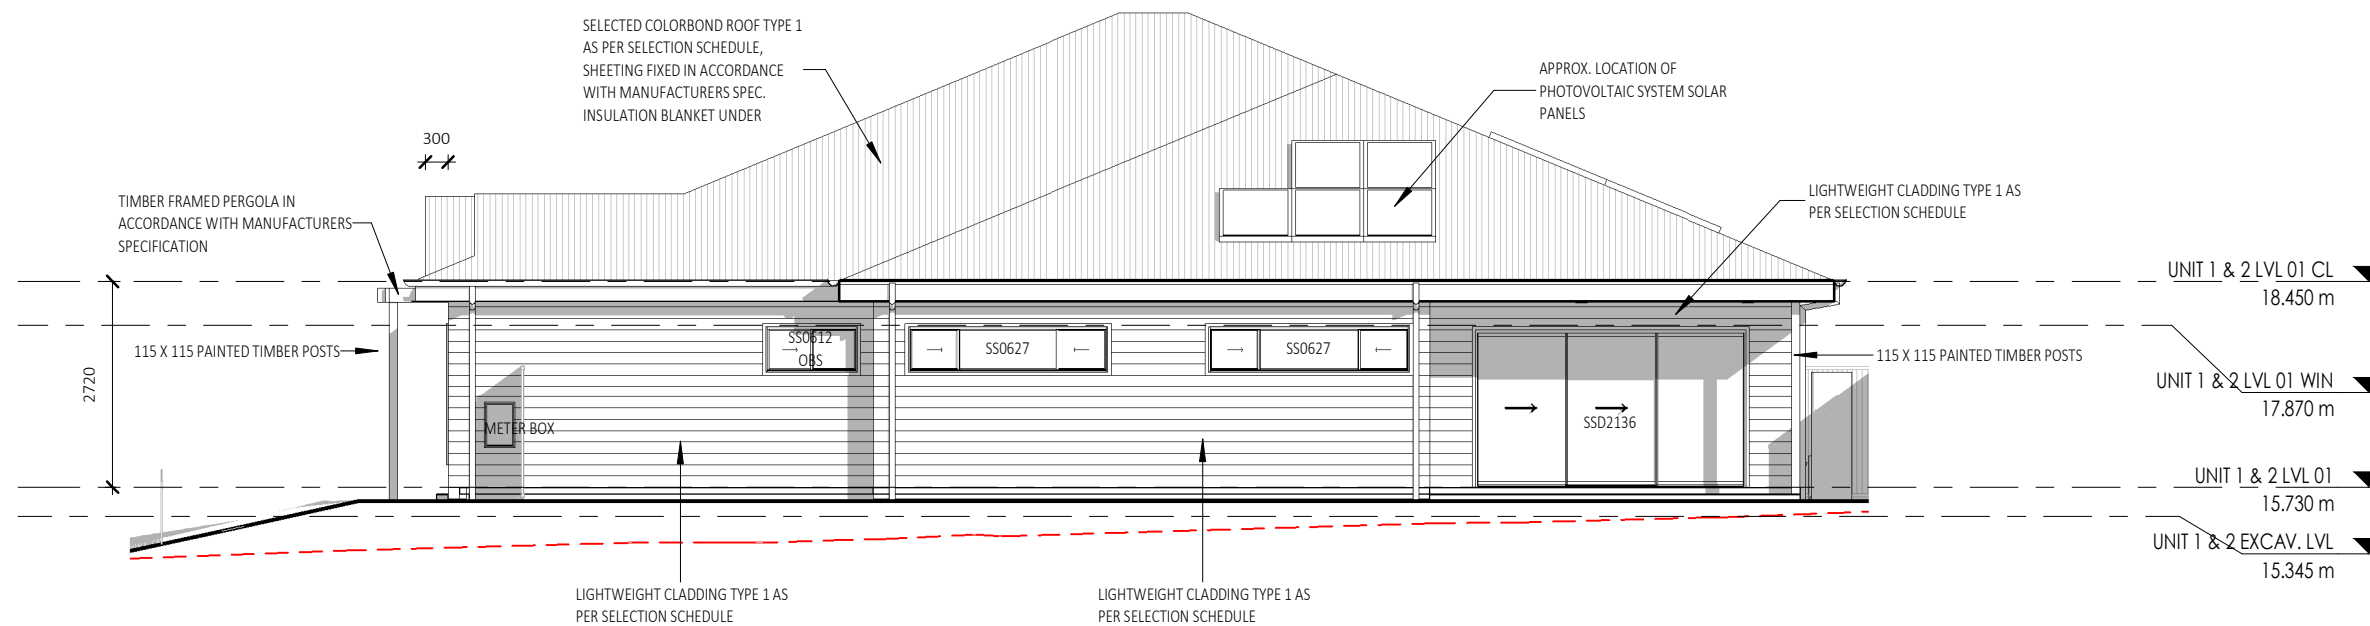 SELECTED COLORBOND ROOF TYPE 1
AS PER SELECTION SCHEDULE,
SHEETING FIXED IN ACCORDANCE
WITH MANUFACTURERS SPEC.
INSULATION BLANKET UNDER
APPROX. LOCATION OF
PHOTOVOLTAIC SYSTEM SOLAR
PANELS
300
TIMBER FRAMED PERGOLA IN
ACCORDANCE WITH MANUFACTURERS
SPECIFICATION
LIGHTWEIGHT CLADDING TYPE 1 AS
PER SELECTION SCHEDULE
UNIT 1 & 2 LVL 01 CL
18.450 m
115 X 115 PAINTED TIMBER POSTS
2720
SS0612
OBS
SS0627
SS0627
115 X 115 PAINTED TIMBER POSTS
UNIT 1 & 2 LVL 01 WIN
17.870 m
METER BOX
SSD2136
UNIT 1 & 2 LVL 01
15.730 m
UNIT 1 & 2 EXCAV. LVL
15.345 m
LIGHTWEIGHT CLADDING TYPE 1 AS
PER SELECTION SCHEDULE
LIGHTWEIGHT CLADDING TYPE 1 AS
PER SELECTION SCHEDULE